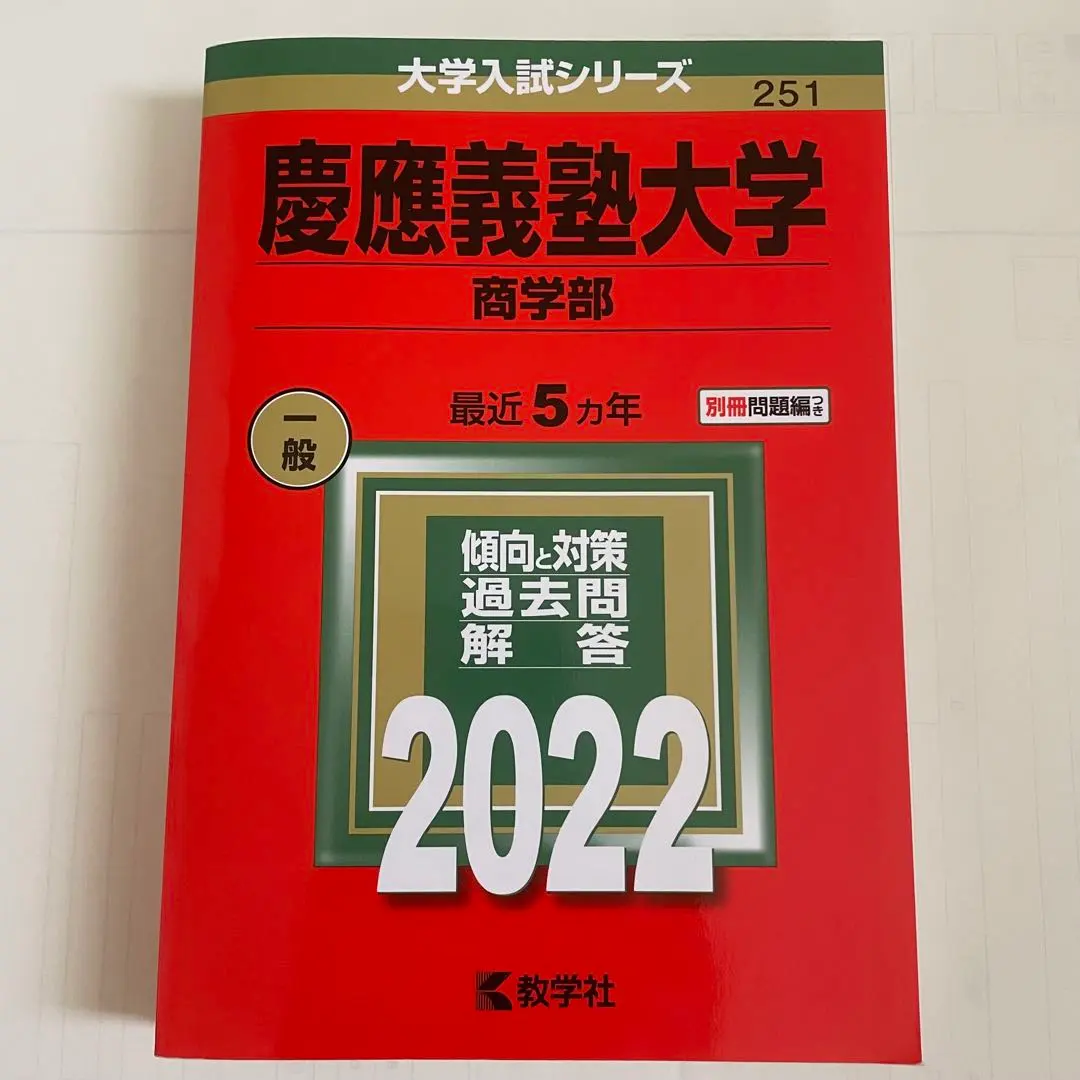 大学入試シリーズ
251
慶應義塾大学
商学部
一般
最近5ヵ年
別冊問題編つき
傾向と対策
過去問
解答
2022
教学社